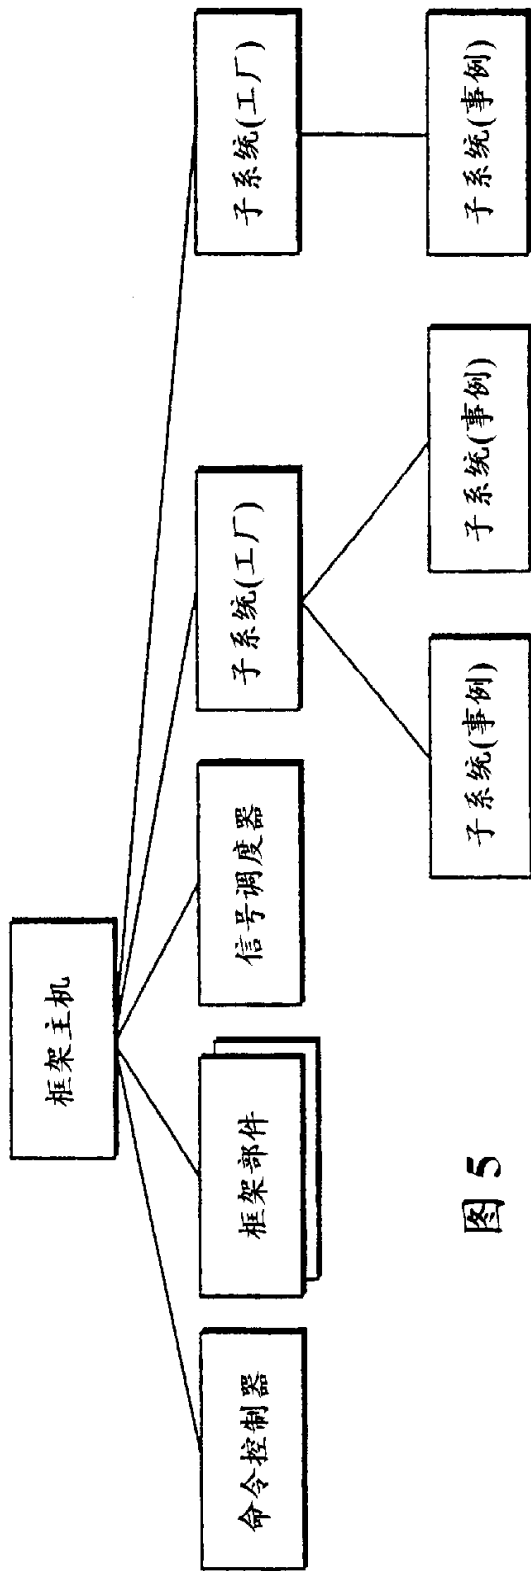 框架主机
命令控制器
框架部件
信号调度器
子系统(工厂)
子系统(工厂)
子系统(事例)
子系统(事例)
子系统(事例)
图 5